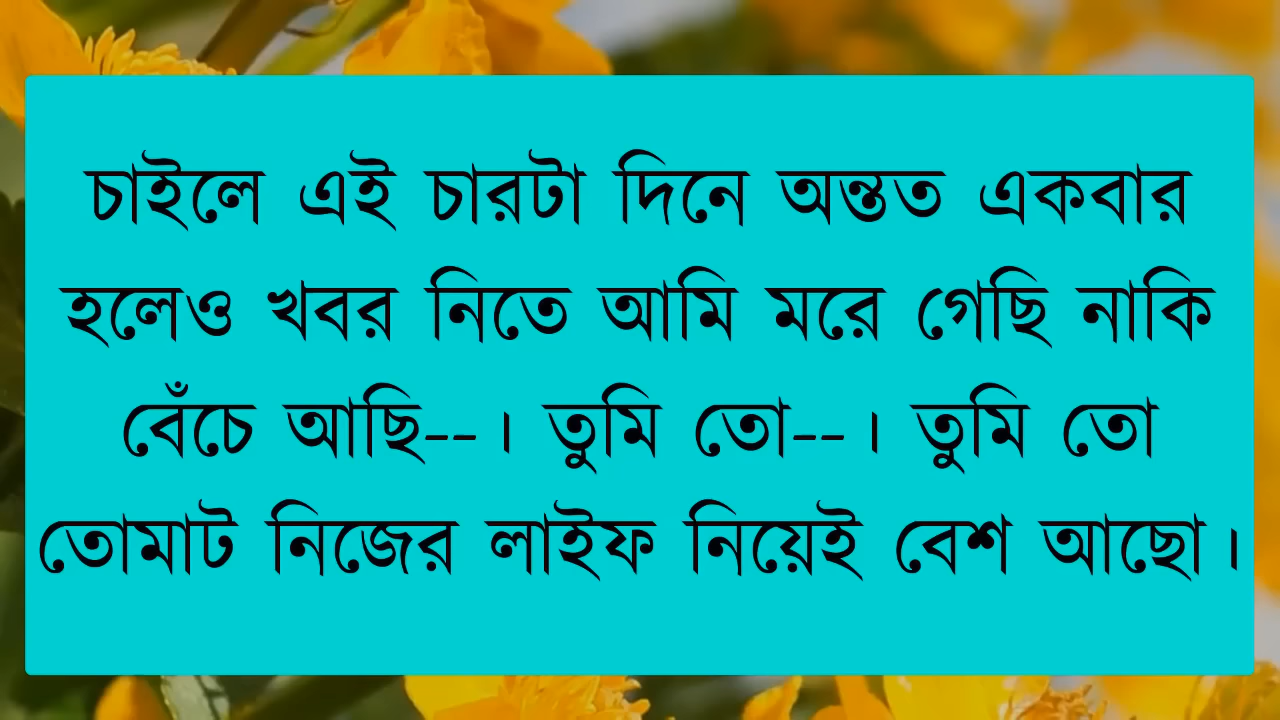 চাইলে এই চারটা দিনে অন্তত একবার
হলেও খবর নিতে আমি মরে গেছি নাকি
বেঁচে আছি--। তুমি তো--। তুমি তো
তোমাট নিজের লাইফ নিয়েই বেশ আছো।